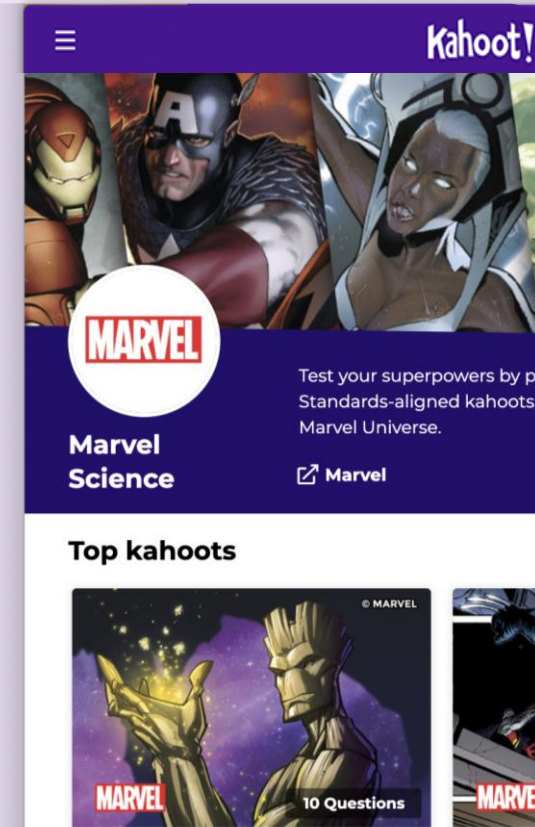 Kahoot!
A
MARVEL
Marvel
Science
Test your superpowers by p
Standards-aligned kahoots
Marvel Universe.
Marvel
Top kahoots
© MARVEL
MARVEL
10 Questions
MARVE